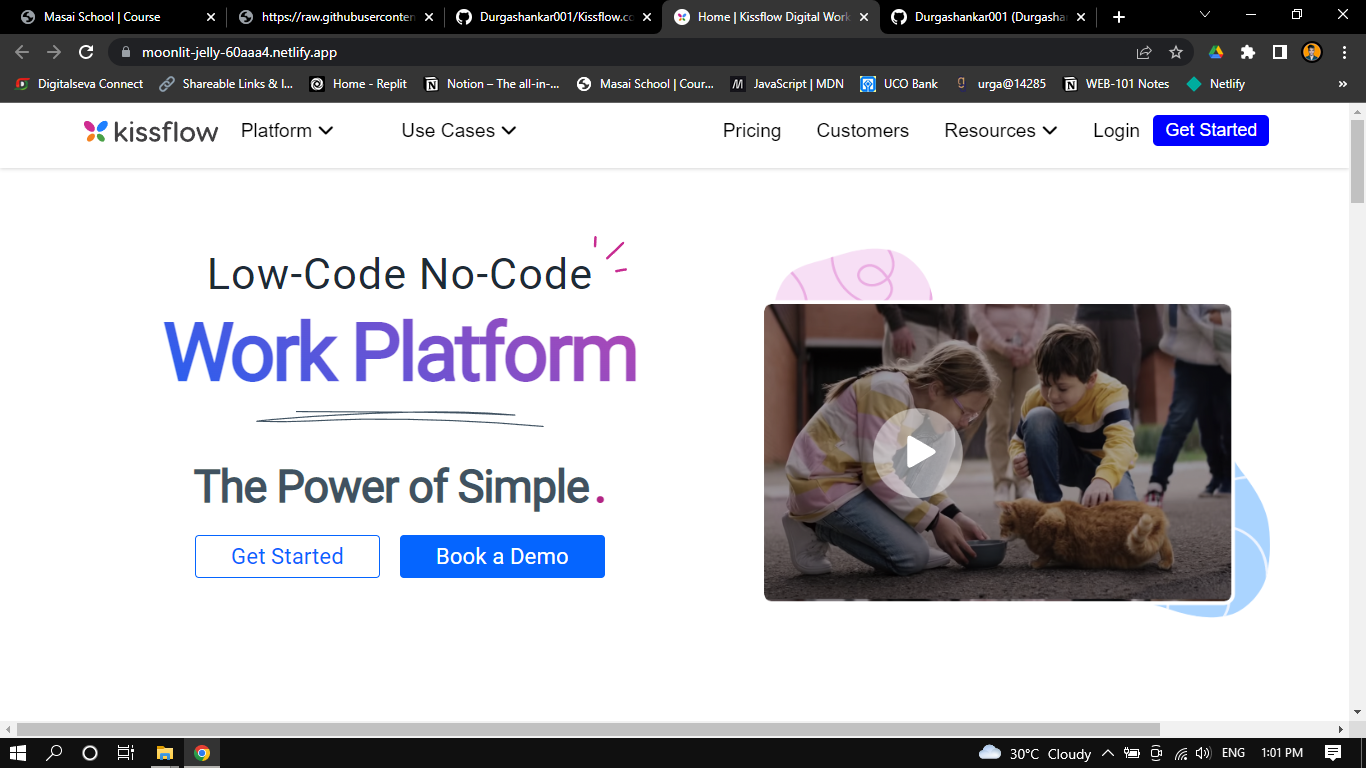 Masai School | Course
https://raw.githubuserconten
Durgashankar001/Kissflow.co
Home | Kissflow Digital Work
Durgashankar001 (Durgashan
moonlit-jelly-60aaa4.netlify.app
Digitalseva Connect
Shareable Links & I...
Home - Replit
Notion – The all-in-...
Masai School | Cour...
JavaScript | MDN
UCO Bank
urga@14285
WEB-101 Notes
Netlify
»
kissflow
Platform
Use Cases
Pricing
Customers
Resources
Login
Get Started
Low-Code No-Code
Work Platform
The Power of Simple.
Get Started
Book a Demo
30°C Cloudy
ENG
1:01 PM